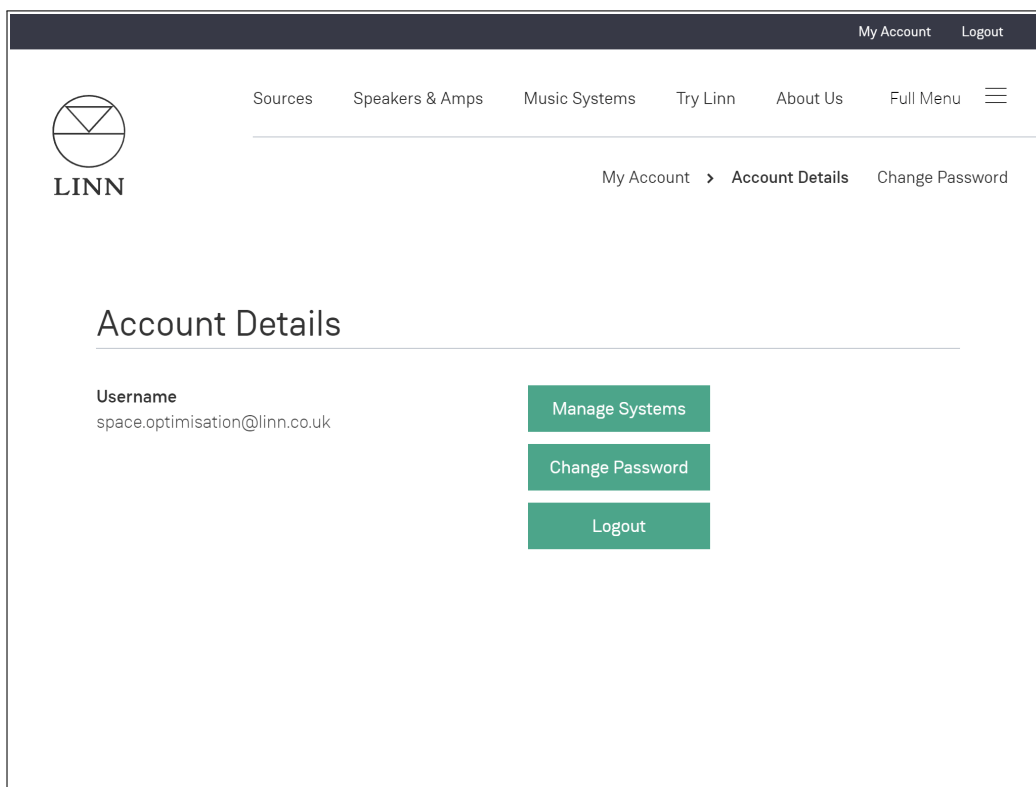 My Account Logout
Sources Speakers & Amps Music Systems Try Linn About Us Full Menu
LINN
My Account > Account Details Change Password
Account Details
Username
space.optimisation@linn.co.uk
Manage Systems
Change Password
Logout